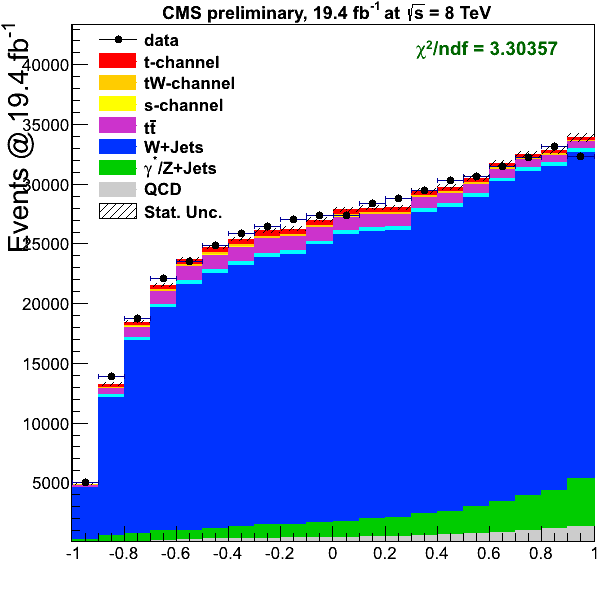 CMS preliminary, 19.4 fb⁻¹ at √s = 8 TeV
Events @ 19.4 fb⁻¹
χ²/ndf = 3.30357
data
t-channel
tW-channel
s-channel
tt̄
W+Jets
γ*/Z+Jets
QCD
Stat. Unc.
40000
35000
30000
25000
20000
15000
10000
5000
-1 -0.8 -0.6 -0.4 -0.2 0 0.2 0.4 0.6 0.8 1